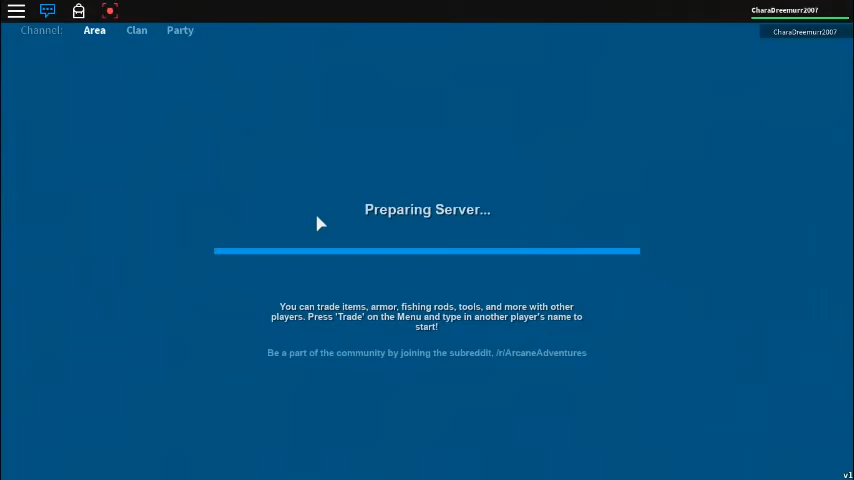 CharaDreemurr2007
Channel: Area Clan Party
CharaDreemurr2007
Preparing Server...
You can trade items, armor, fishing rods, tools, and more with other
players. Press 'Trade' on the Menu and type in another player's name to
start!
Be a part of the community by joining the subreddit, /r/ArcaneAdventures
v1